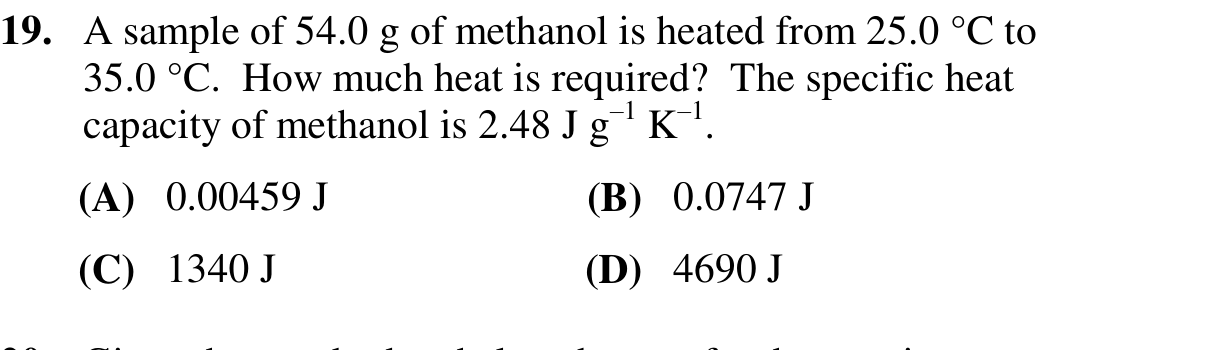 19. A sample of 54.0 g of methanol is heated from 25.0 °C to
35.0 °C. How much heat is required? The specific heat
capacity of methanol is 2.48 J g⁻¹ K⁻¹.
(A) 0.00459 J (B) 0.0747 J
(C) 1340 J (D) 4690 J